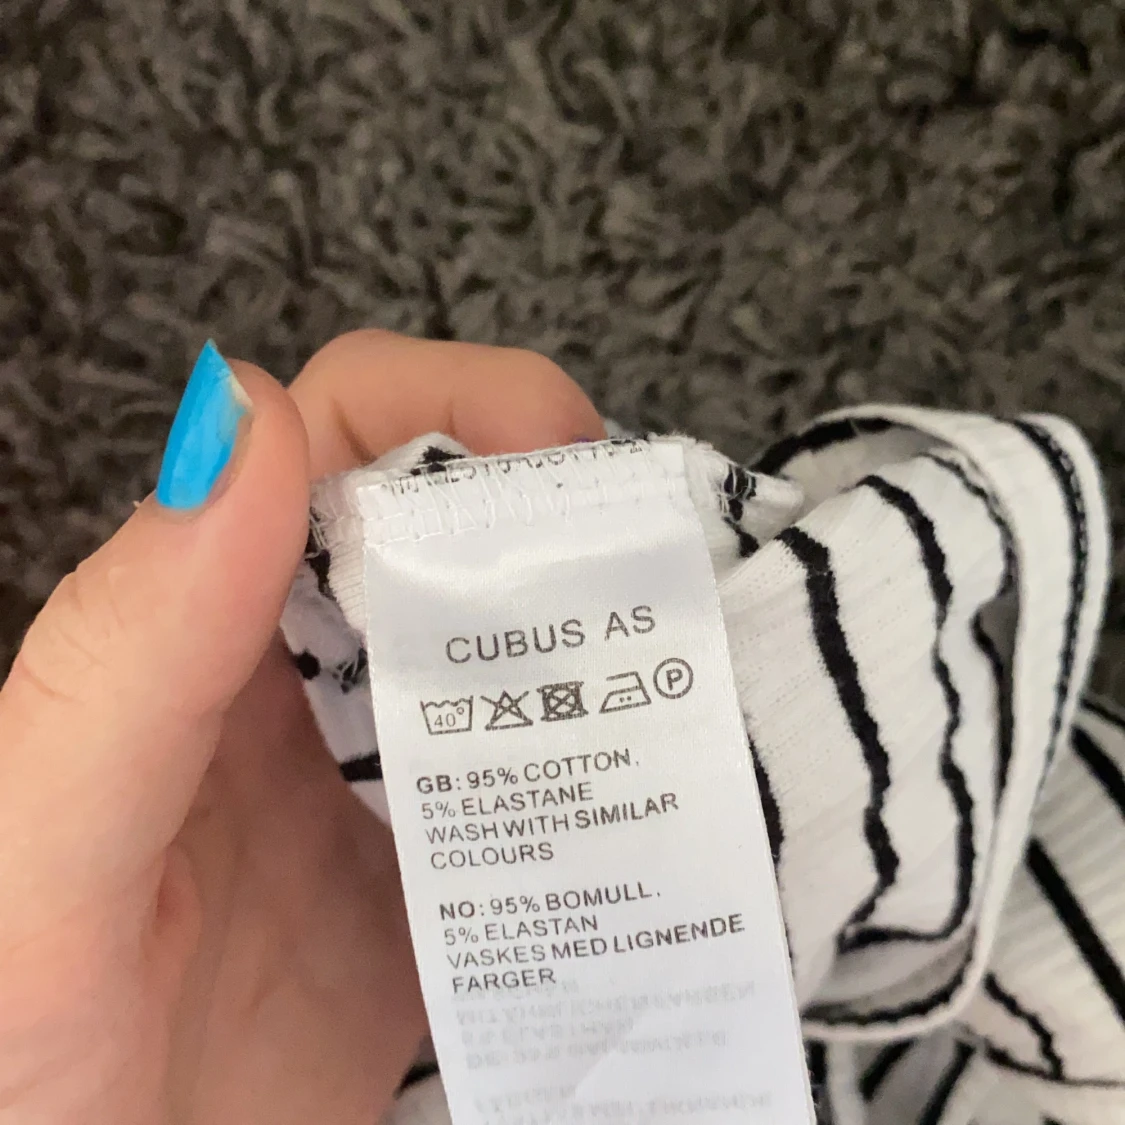 CUBUS AS
40°
P
GB: 95% COTTON.
5% ELASTANE
WASH WITH SIMILAR
COLOURS
NO: 95% BOMULL.
5% ELASTAN
VASKES MED LIGNENDE
FARGER